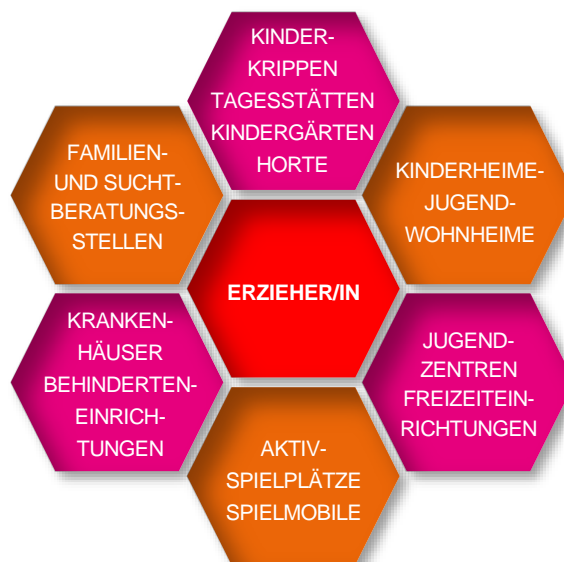 KINDER-
KRIPPEN
TAGESSTÄTTEN
KINDERGÄRTEN
HORTE
FAMILIEN-
UND SUCHT-
BERATUNGS-
STELLEN
KINDERHEIME-
JUGEND-
WOHNHEIME
ERZIEHER/IN
KRANKEN-
HÄUSER
BEHINDERTEN-
EINRICH-
TUNGEN
JUGEND-
ZENTREN
FREIZEITEIN-
RICHTUNGEN
AKTIV-
SPIELPLÄTZE
SPIELMOBILE